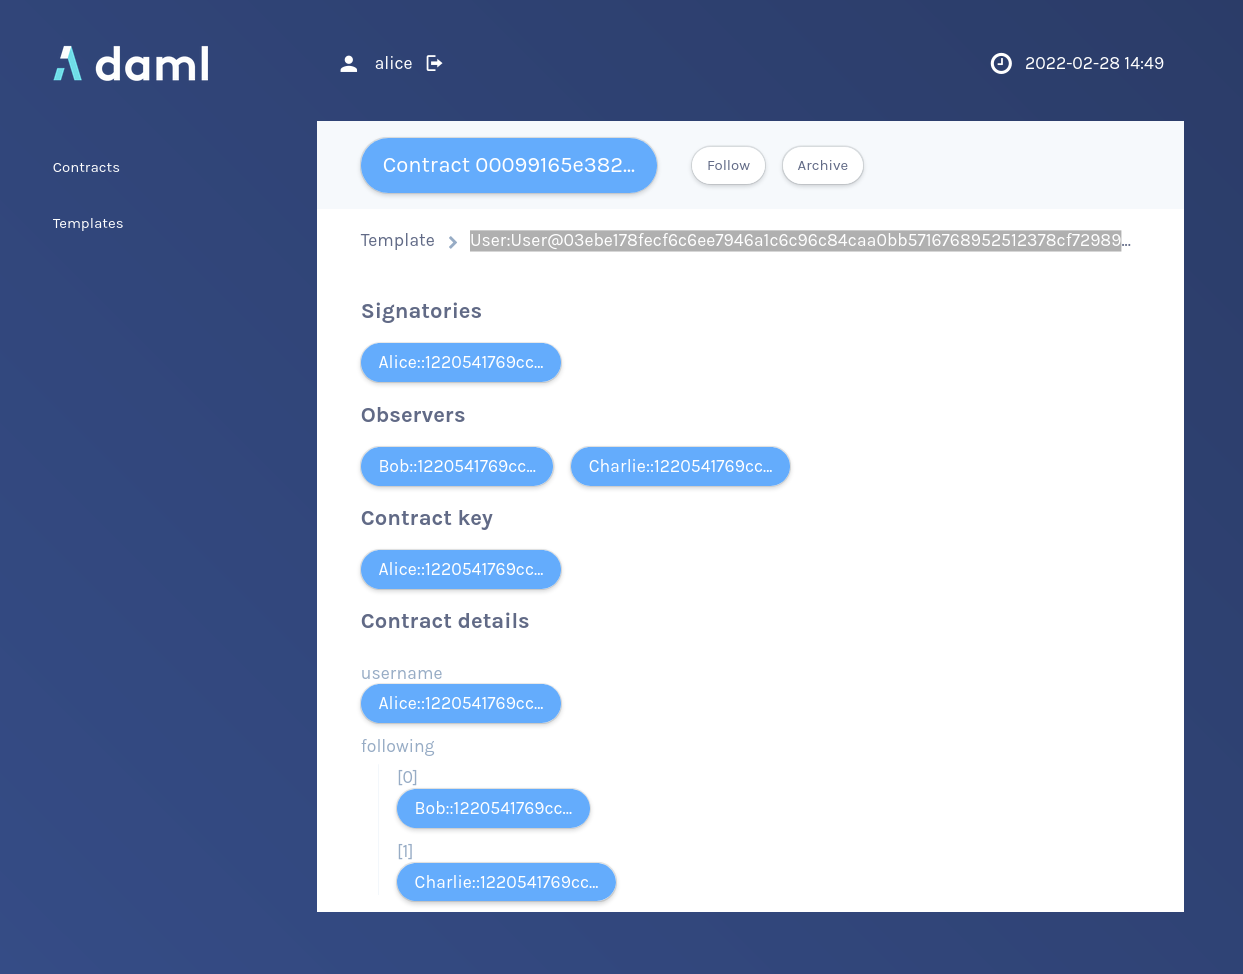 daml
alice
2022-02-28 14:49
Contracts
Templates
Contract 00099165e382...
Follow
Archive
Template
User:User@03ebe178fecf6c6ee7946a1c6c96c84caa0bb5716768952512378cf72989...
Signatories
Alice::1220541769cc...
Observers
Bob::1220541769cc...
Charlie::1220541769cc...
Contract key
Alice::1220541769cc...
Contract details
username
Alice::1220541769cc...
following
[0]
Bob::1220541769cc...
[1]
Charlie::1220541769cc...